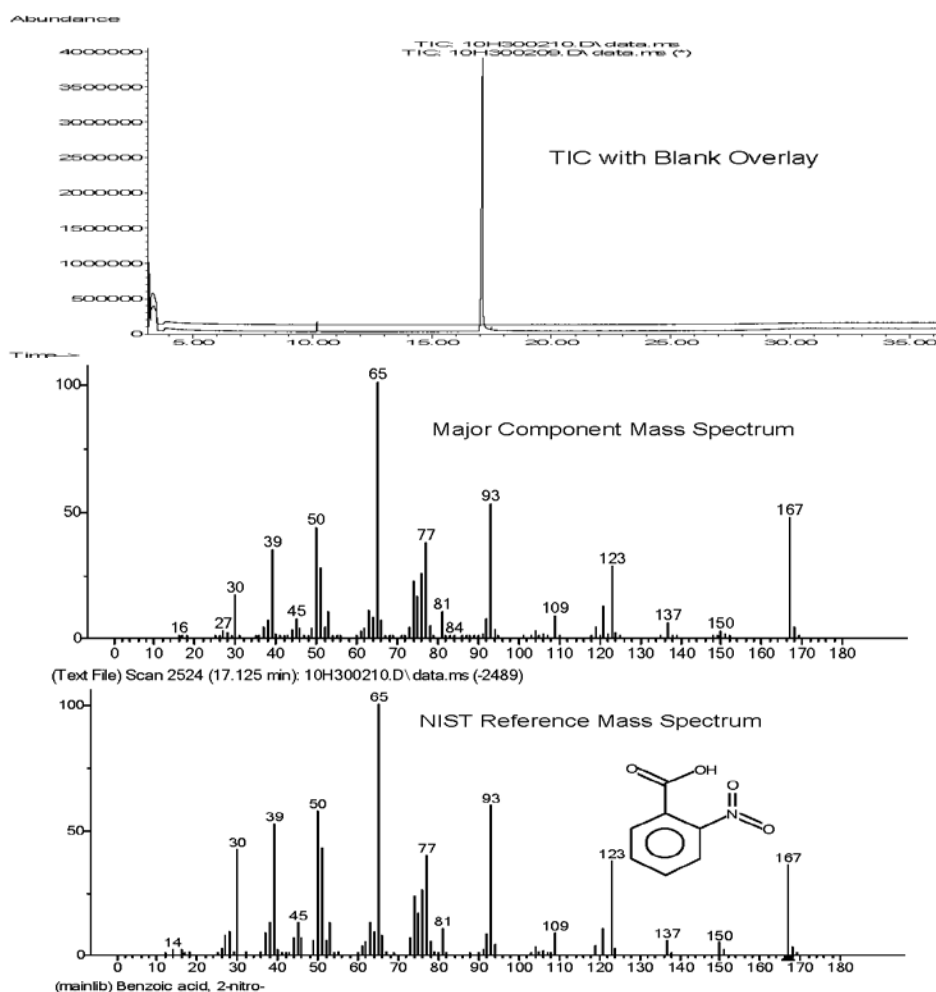 Abundance
TIC: 10H300210.D\data.ms
TIC: 10H300209.D\data.ms (*)
4000000
3500000
3000000
TIC with Blank Overlay
2500000
2000000
1500000
1000000
500000
0
5.00 10.00 15.00 20.00 25.00 30.00 35.00
Time-->
65
100
Major Component Mass Spectrum
93
50
50
167
77
39
123
30
45
81
109
137
16 27
84
150
0
0 10 20 30 40 50 60 70 80 90 100 110 120 130 140 150 160 170 180
(Text File) Scan 2524 (17.125 min): 10H300210.D\data.ms (-2489)
65
100
NIST Reference Mass Spectrum
O OH
O
N
O
93
50
39
50
30
77
123
167
45
81
109
137
150
14
0
0 10 20 30 40 50 60 70 80 90 100 110 120 130 140 150 160 170 180
(mainlib) Benzoic acid, 2-nitro-